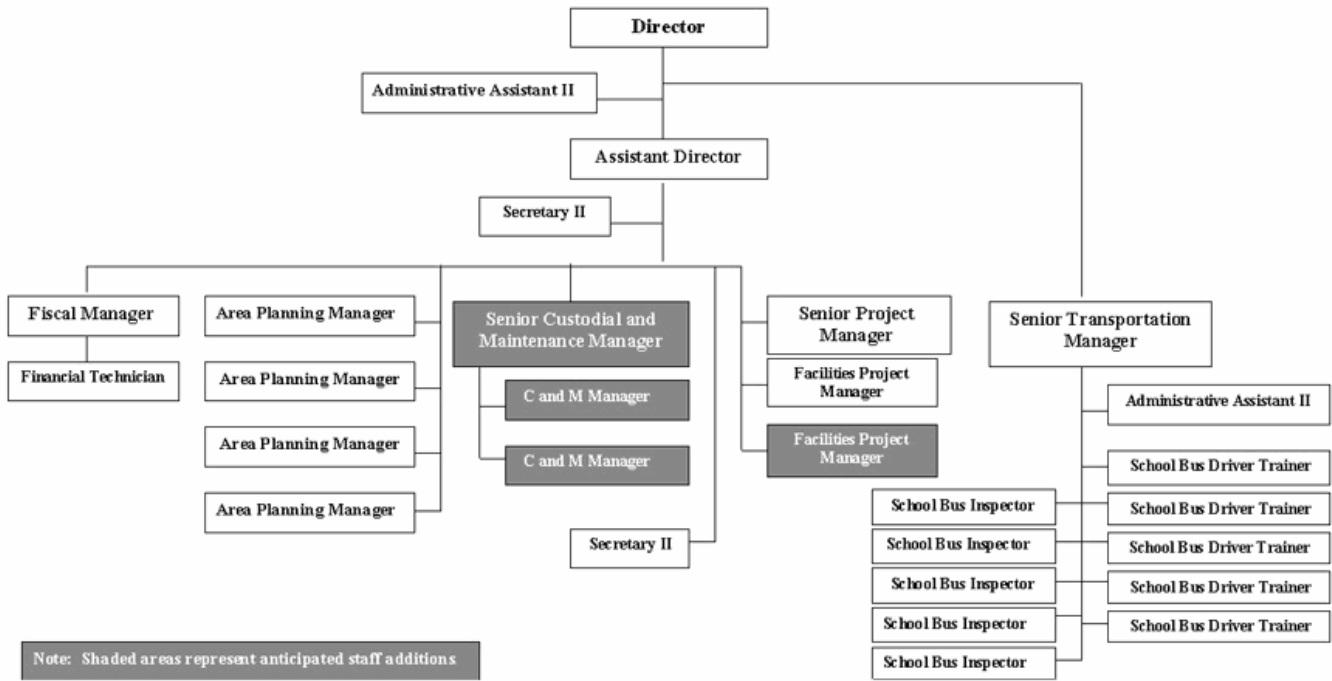 Director
Administrative Assistant II
Assistant Director
Secretary II
Fiscal Manager
Financial Technician
Area Planning Manager
Area Planning Manager
Area Planning Manager
Area Planning Manager
Senior Custodial and
Maintenance Manager
C and M Manager
C and M Manager
Secretary II
Senior Project
Manager
Facilities Project
Manager
Facilities Project
Manager
Senior Transportation
Manager
Administrative Assistant II
School Bus Driver Trainer
School Bus Inspector
School Bus Driver Trainer
School Bus Inspector
School Bus Driver Trainer
School Bus Inspector
School Bus Driver Trainer
School Bus Inspector
School Bus Driver Trainer
School Bus Inspector
Note: Shaded areas represent anticipated staff additions.